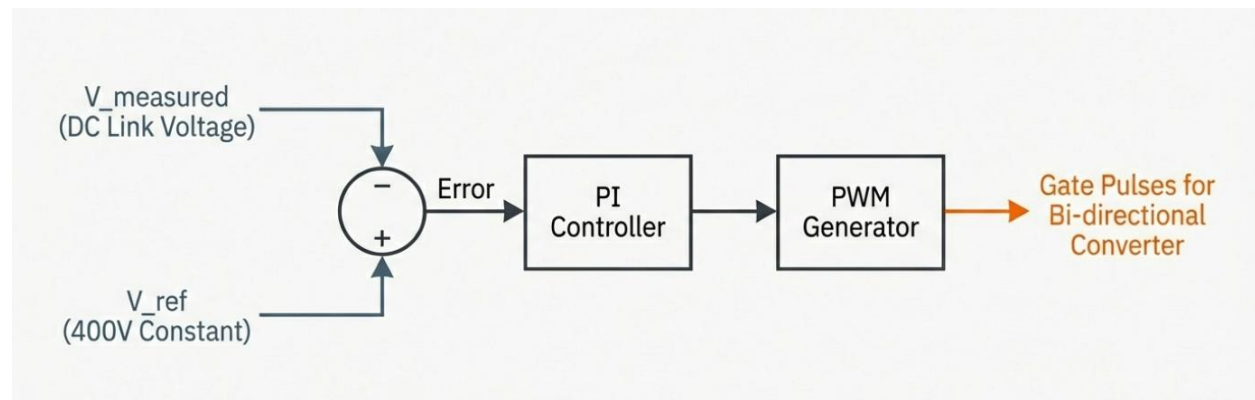 V_measured
(DC Link Voltage)
−
+
Error
PI
Controller
PWM
Generator
Gate Pulses for
Bi-directional
Converter
V_ref
(400V Constant)